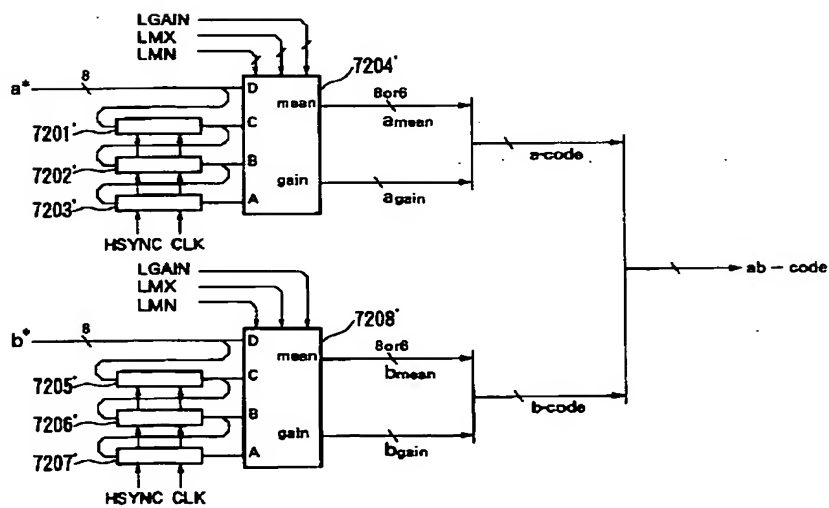 LGAIN
LMX
LMN
7204'
a* 8 D mean 8or6
amean
7201' C
a-code
7202' B
gain
again
7203' A
HSYNC CLK
ab-code
LGAIN
LMX
LMN
7208'
b* 8 D mean 8or6
bmean
7205' C
b-code
7206' B
gain
bgain
7207' A
HSYNC CLK